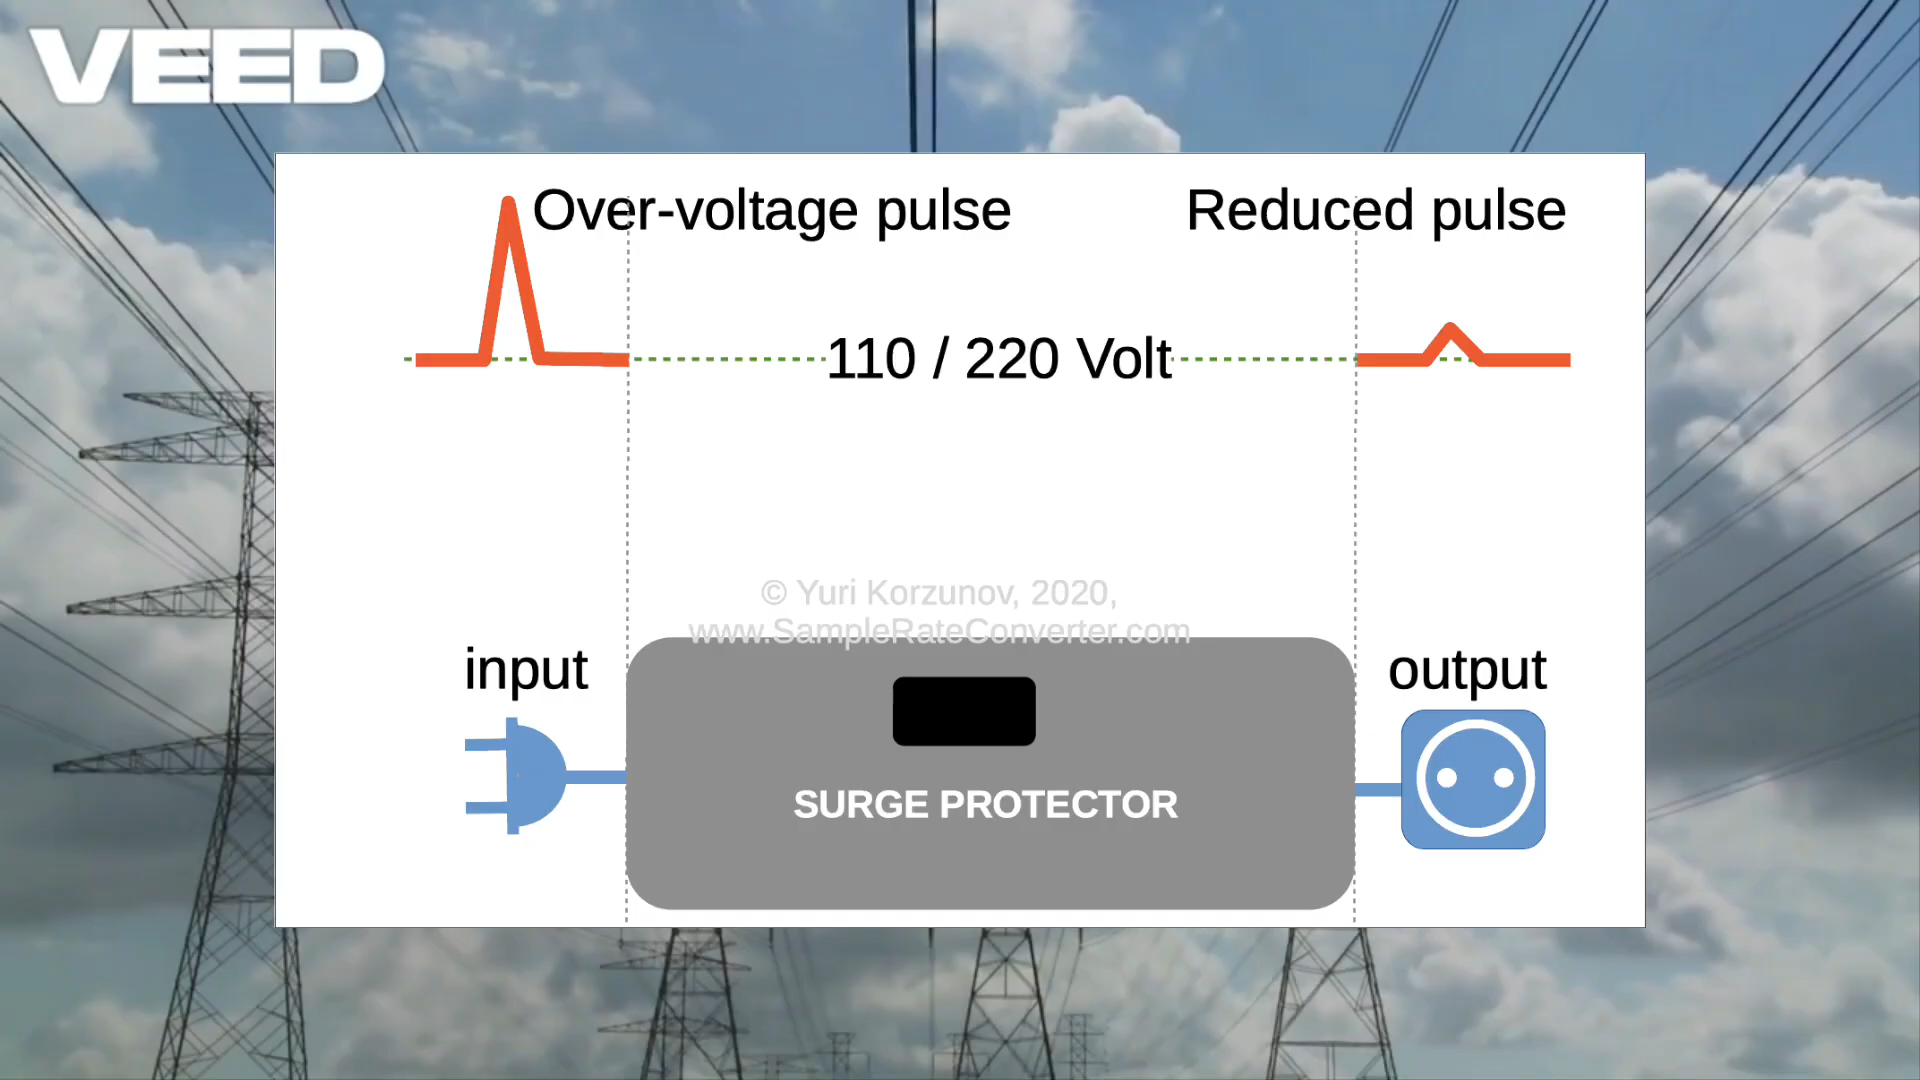 VEED
Over-voltage pulse
Reduced pulse
110 / 220 Volt
© Yuri Korzunov, 2020,
www.SampleRateConverter.com
input
output
SURGE PROTECTOR